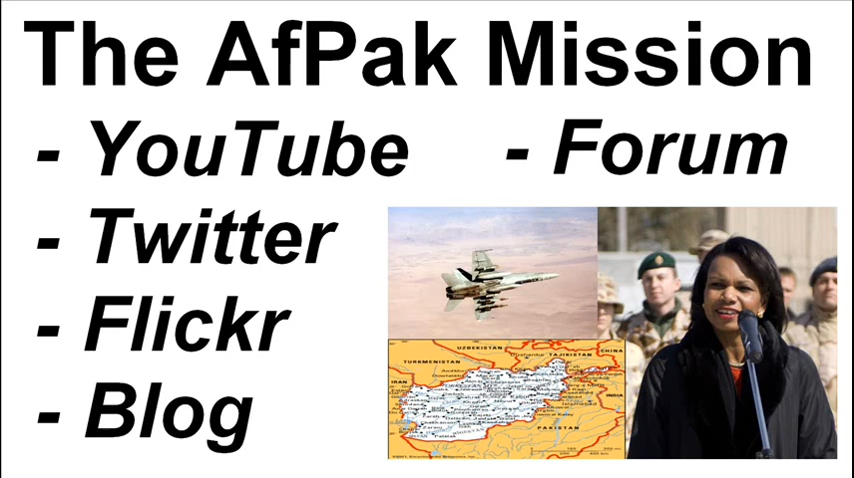 The AfPak Mission
- YouTube - Forum
- Twitter
- Flickr
- Blog
UZBEKISTAN
TAJIKISTAN
CHINA
TURKMENISTAN
IRAN
INDIA
PAKISTAN